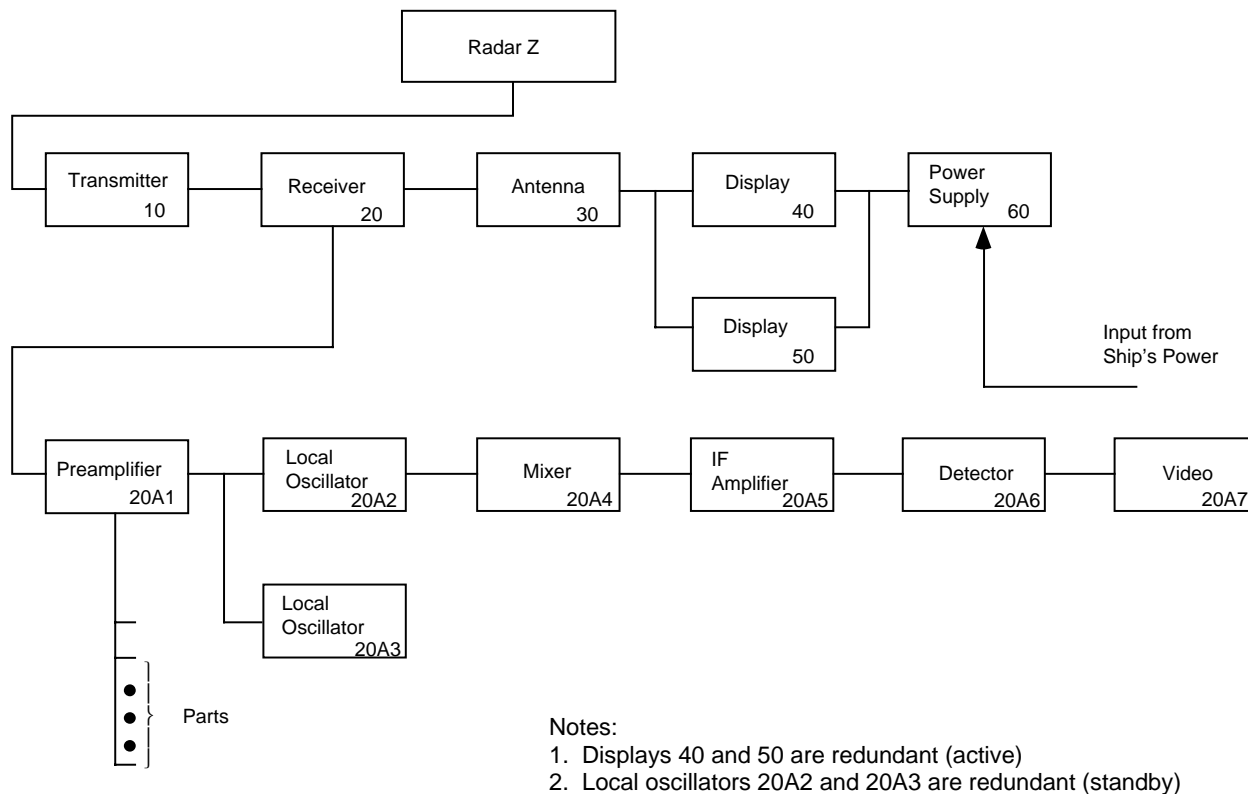 Radar Z
Transmitter
10
Receiver
20
Antenna
30
Display
40
Power
Supply
60
Display
50
Input from
Ship's Power
Preamplifier
20A1
Local
Oscillator
20A2
Mixer
20A4
IF
Amplifier
20A5
Detector
20A6
Video
20A7
Local
Oscillator
20A3
Parts
Notes:
1. Displays 40 and 50 are redundant (active)
2. Local oscillators 20A2 and 20A3 are redundant (standby)